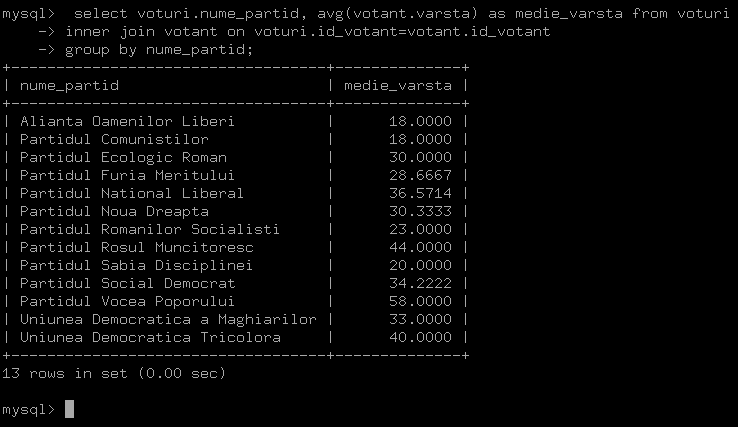 mysql>  select voturi.nume_partid, avg(votant.varsta) as medie_varsta from voturi
    -> inner join votant on voturi.id_votant=votant.id_votant
    -> group by nume_partid;
+-----------------------------------+--------------+
| nume_partid                       | medie_varsta |
+-----------------------------------+--------------+
| Alianta Oamenilor Liberi          |      18.0000 |
| Partidul Comunistilor             |      18.0000 |
| Partidul Ecologic Roman           |      30.0000 |
| Partidul Furia Meritului          |      28.6667 |
| Partidul National Liberal         |      36.5714 |
| Partidul Noua Dreapta             |      30.3333 |
| Partidul Romanilor Socialisti     |      23.0000 |
| Partidul Rosul Muncitoresc        |      44.0000 |
| Partidul Sabia Disciplinei        |      20.0000 |
| Partidul Social Democrat          |      34.2222 |
| Partidul Vocea Poporului          |      58.0000 |
| Uniunea Democratica a Maghiarilor |      33.0000 |
| Uniunea Democratica Tricolora     |      40.0000 |
+-----------------------------------+--------------+
13 rows in set (0.00 sec)
mysql>